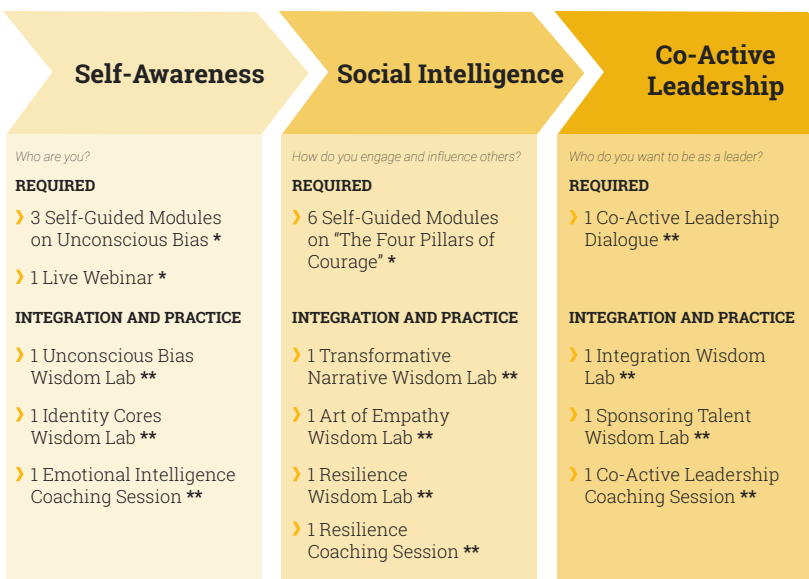 Self-Awareness
Who are you?
REQUIRED
❯ 3 Self-Guided Modules
on Unconscious Bias *
❯ 1 Live Webinar *
INTEGRATION AND PRACTICE
❯ 1 Unconscious Bias
Wisdom Lab **
❯ 1 Identity Cores
Wisdom Lab **
❯ 1 Emotional Intelligence
Coaching Session **
Social Intelligence
How do you engage and influence others?
REQUIRED
❯ 6 Self-Guided Modules
on “The Four Pillars of
Courage” *
INTEGRATION AND PRACTICE
❯ 1 Transformative
Narrative Wisdom Lab **
❯ 1 Art of Empathy
Wisdom Lab **
❯ 1 Resilience
Wisdom Lab **
❯ 1 Resilience
Coaching Session **
Co-Active
Leadership
Who do you want to be as a leader?
REQUIRED
❯ 1 Co-Active Leadership
Dialogue **
INTEGRATION AND PRACTICE
❯ 1 Integration Wisdom
Lab **
❯ 1 Sponsoring Talent
Wisdom Lab **
❯ 1 Co-Active Leadership
Coaching Session **